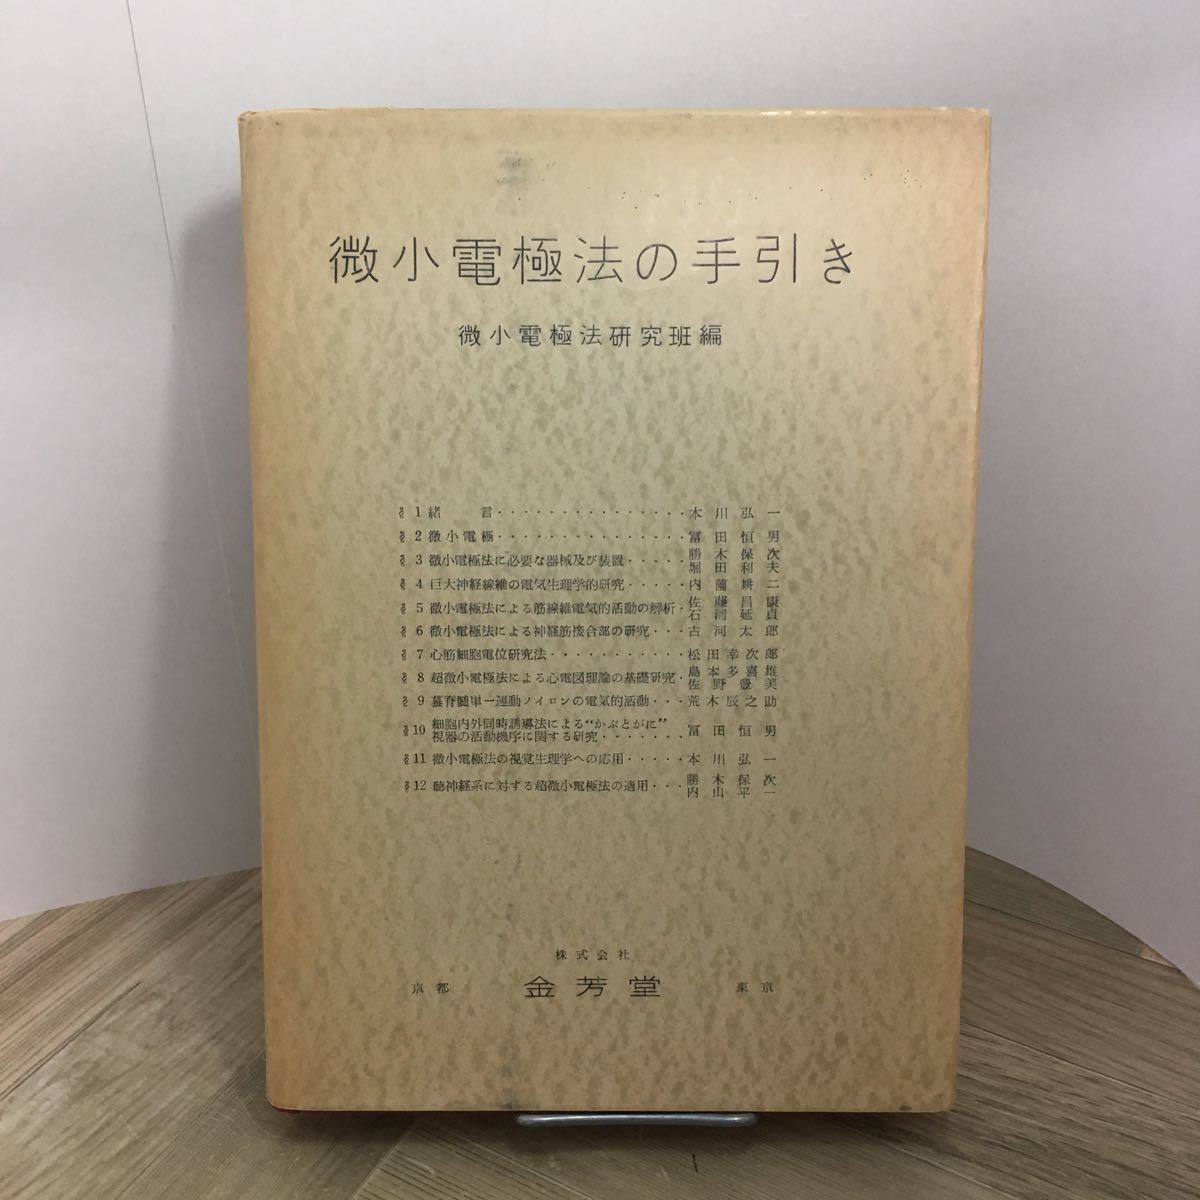 微小電極法の手引き
微小電極法研究班編
§1 緒言・・・・・・・・・・・・・・・本川弘一
§2 微小電極・・・・・・・・・・・・・・・冨田恒男
§3 微小電極法に必要な器械及び装置・・・・・勝木保次
堀田利夫
§4 巨大神経線維の電気生理学的研究・・・・・内薗耕二
§5 微小電極法による筋線維電気的活動の解析・佐藤昌康
石河延貞
§6 微小電極法による神経筋接合部の研究・・・古河太郎
§7 心筋細胞電位研究法・・・・・・・・・・・松田幸次郎
§8 超微小電極法による心電図理論の基礎研究・島本多喜雄
佐野豊美
§9 蟇脊髄単一運動ノイロンの電気的活動・・・荒木辰之助
§10 細胞内外同時誘導法による“かぶとがに”
視器の活動機序に関する研究・・・・・・・冨田恒男
§11 微小電極法の視覚生理学への応用・・・・・本川弘一
§12 聴神経系に対する超微小電極法の適用・・・勝木保次
内山平一
株式会社
京都 金芳堂 東京